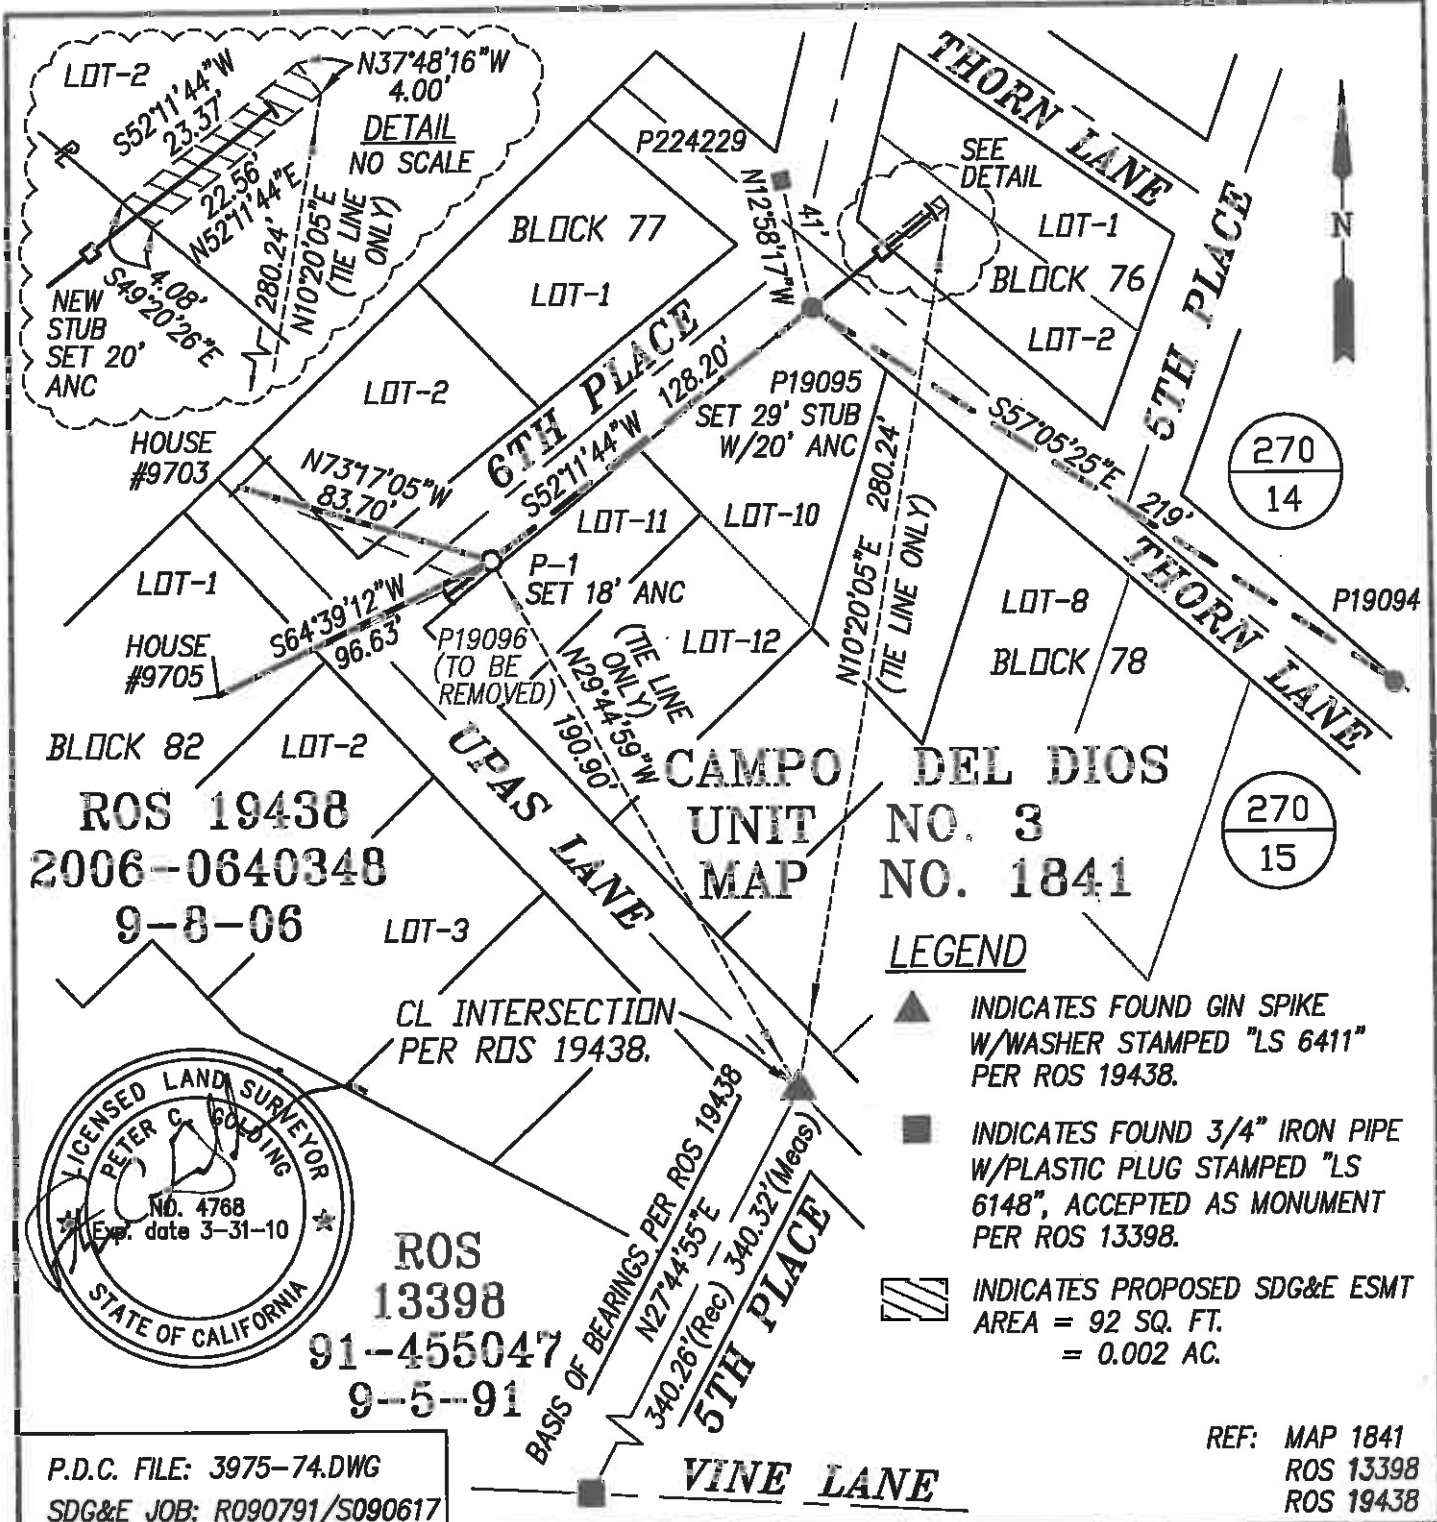 LOT-2
S52°11'44"W
23.37'
N37°48'16"W
4.00'
DETAIL
NO SCALE
PL
22.56'
N52°11'44"E
280.24'
N10°20'05"E
(TIE LINE
ONLY)
4.08'
S49°20'26"E
NEW
STUB
SET 20'
ANC
P224229
N12°58'17"W
41'
THORN LANE
SEE
DETAIL
LOT-1
BLOCK 76
LOT-2
5TH PLACE
N
BLOCK 77
LOT-1
LOT-2
6TH PLACE
S52°11'44"W 128.20'
P19095
SET 29' STUB
W/20' ANC
S57°05'25"E 219'
270
14
HOUSE
#9703
N73°17'05"W
83.70'
LOT-11
LOT-10
P-1
SET 18' ANC
LOT-1
HOUSE
#9705
S64°39'12"W
96.63'
P19096
(TO BE
REMOVED)
(TIE LINE
ONLY)
N29°44'59"W
190.90'
LOT-12
N10°20'05"E 280.24'
(TIE LINE ONLY)
LOT-8
BLOCK 78
THORN LANE
P19094
BLOCK 82
LOT-2
UPAS LANE
ROS 19438
2006-0640348
9-8-06
CAMPO DEL DIOS
UNIT NO. 3
MAP NO. 1841
270
15
LOT-3
CL INTERSECTION
PER ROS 19438.
LEGEND
INDICATES FOUND GIN SPIKE
W/WASHER STAMPED "LS 6411"
PER ROS 19438.
INDICATES FOUND 3/4" IRON PIPE
W/PLASTIC PLUG STAMPED "LS
6148", ACCEPTED AS MONUMENT
PER ROS 13398.
INDICATES PROPOSED SDG&E ESMT
AREA = 92 SQ. FT.
= 0.002 AC.
LICENSED LAND SURVEYOR
PETER C. GOLDING
NO. 4768
Exp. date 3-31-10
STATE OF CALIFORNIA
ROS
13398
91-455047
9-5-91
BASIS OF BEARINGS PER ROS 19438
N27°44'55"E
340.26'(Rec) 340.32'(Meas)
5TH PLACE
VINE LANE
P.D.C. FILE: 3975-74.DWG
SDG&E JOB: R090791/S090617
REF: MAP 1841
ROS 13398
ROS 19438